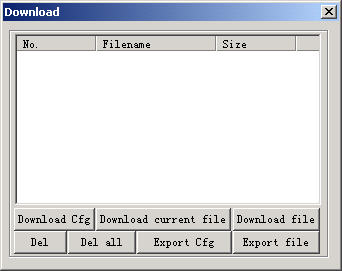 Download
No. Filename Size
Download Cfg Download current file Download file
Del Del all Export Cfg Export file